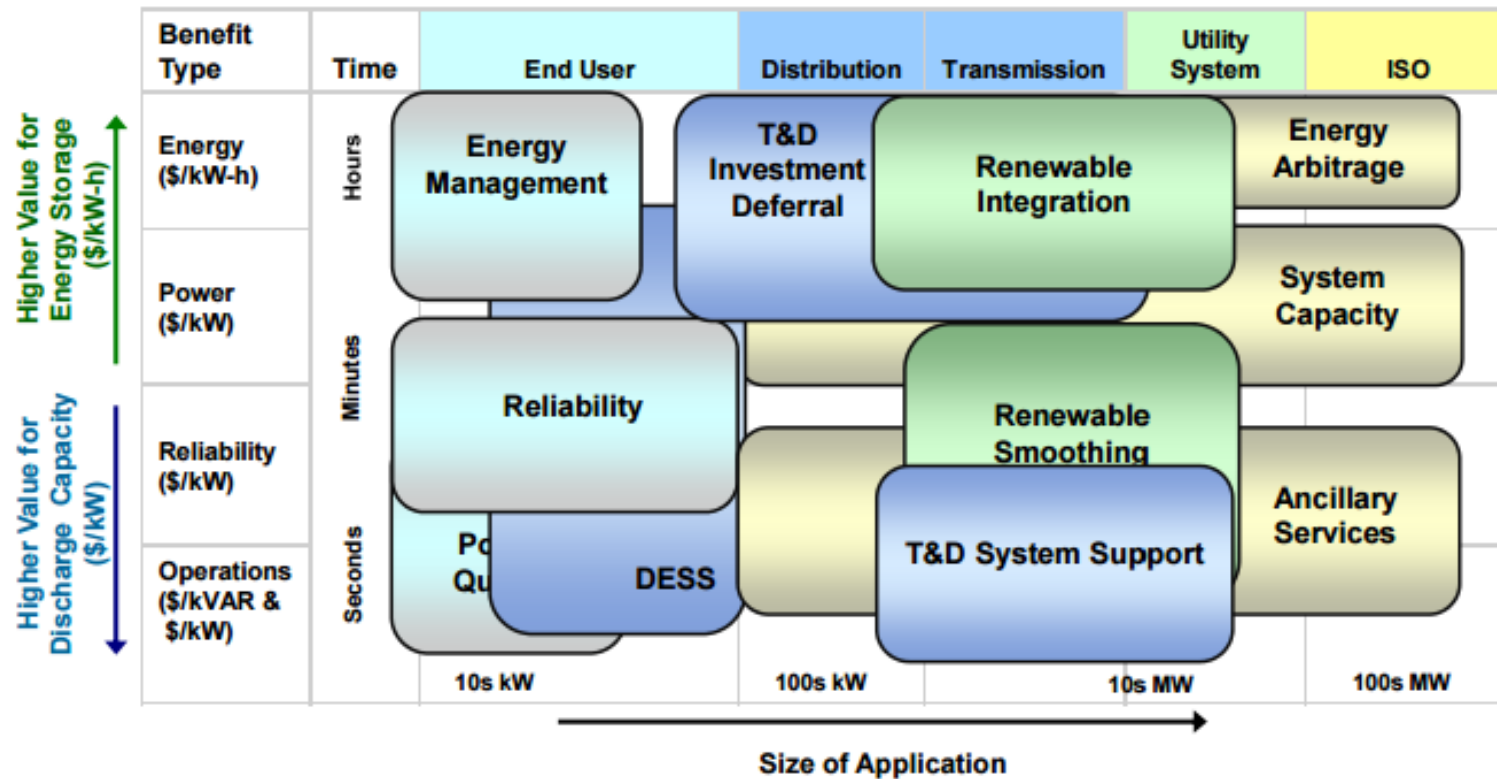 Benefit
Type
Time
End User
Distribution
Transmission
Utility
System
ISO
Higher Value for
Energy Storage
($/kW-h)
Higher Value for
Discharge Capacity
($/kW)
Energy
($/kW-h)
Power
($/kW)
Reliability
($/kW)
Operations
($/kVAR &
$/kW)
Hours
Minutes
Seconds
Energy
Management
T&D
Investment
Deferral
Renewable
Integration
Energy
Arbitrage
System
Capacity
Reliability
Renewable
Smoothing
Ancillary
Services
Po
Qu
DESS
T&D System Support
10s kW
100s kW
10s MW
100s MW
Size of Application